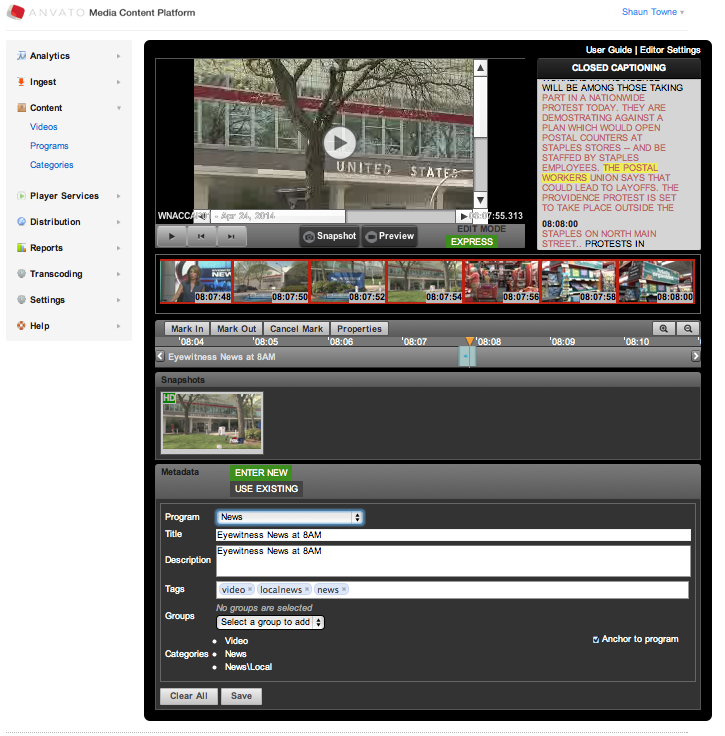 ANVATO Media Content Platform
Shaun Towne
Analytics
Ingest
Content
Videos
Programs
Categories
Player Services
Distribution
Reports
Transcoding
Settings
Help
User Guide | Editor Settings
CLOSED CAPTIONING
WILL BE AMONG THOSE TAKING
PART IN A NATIONWIDE
PROTEST TODAY. THEY ARE
DEMOSTRATING AGAINST A
PLAN WHICH WOULD OPEN
POSTAL COUNTERS AT
STAPLES STORES -- AND BE
STAFFED BY STAPLES
EMPLOYEES. THE POSTAL
WORKERS UNION SAYS THAT
COULD LEAD TO LAYOFFS. THE
PROVIDENCE PROTEST IS SET
TO TAKE PLACE OUTSIDE THE
08:08:00
STAPLES ON NORTH MAIN
STREET.. PROTESTS IN
UNITED STATES
- Apr 24, 2014
08:07:55.313
Snapshot
Preview
EDIT MODE
EXPRESS
08:07:48
08:07:50
08:07:52
08:07:54
08:07:56
08:07:58
08:08:00
Mark In
Mark Out
Cancel Mark
Properties
'08:04
'08:05
'08:06
'08:07
'08:08
'08:09
'08:10
Eyewitness News at 8AM
Snapshots
HD
Metadata
ENTER NEW
USE EXISTING
Program
News
Title
Eyewitness News at 8AM
Description
Eyewitness News at 8AM
Tags
video × localnews × news ×
No groups are selected
Groups
Select a group to add
Categories
• Video
• News
• News\Local
Anchor to program
Clear All
Save